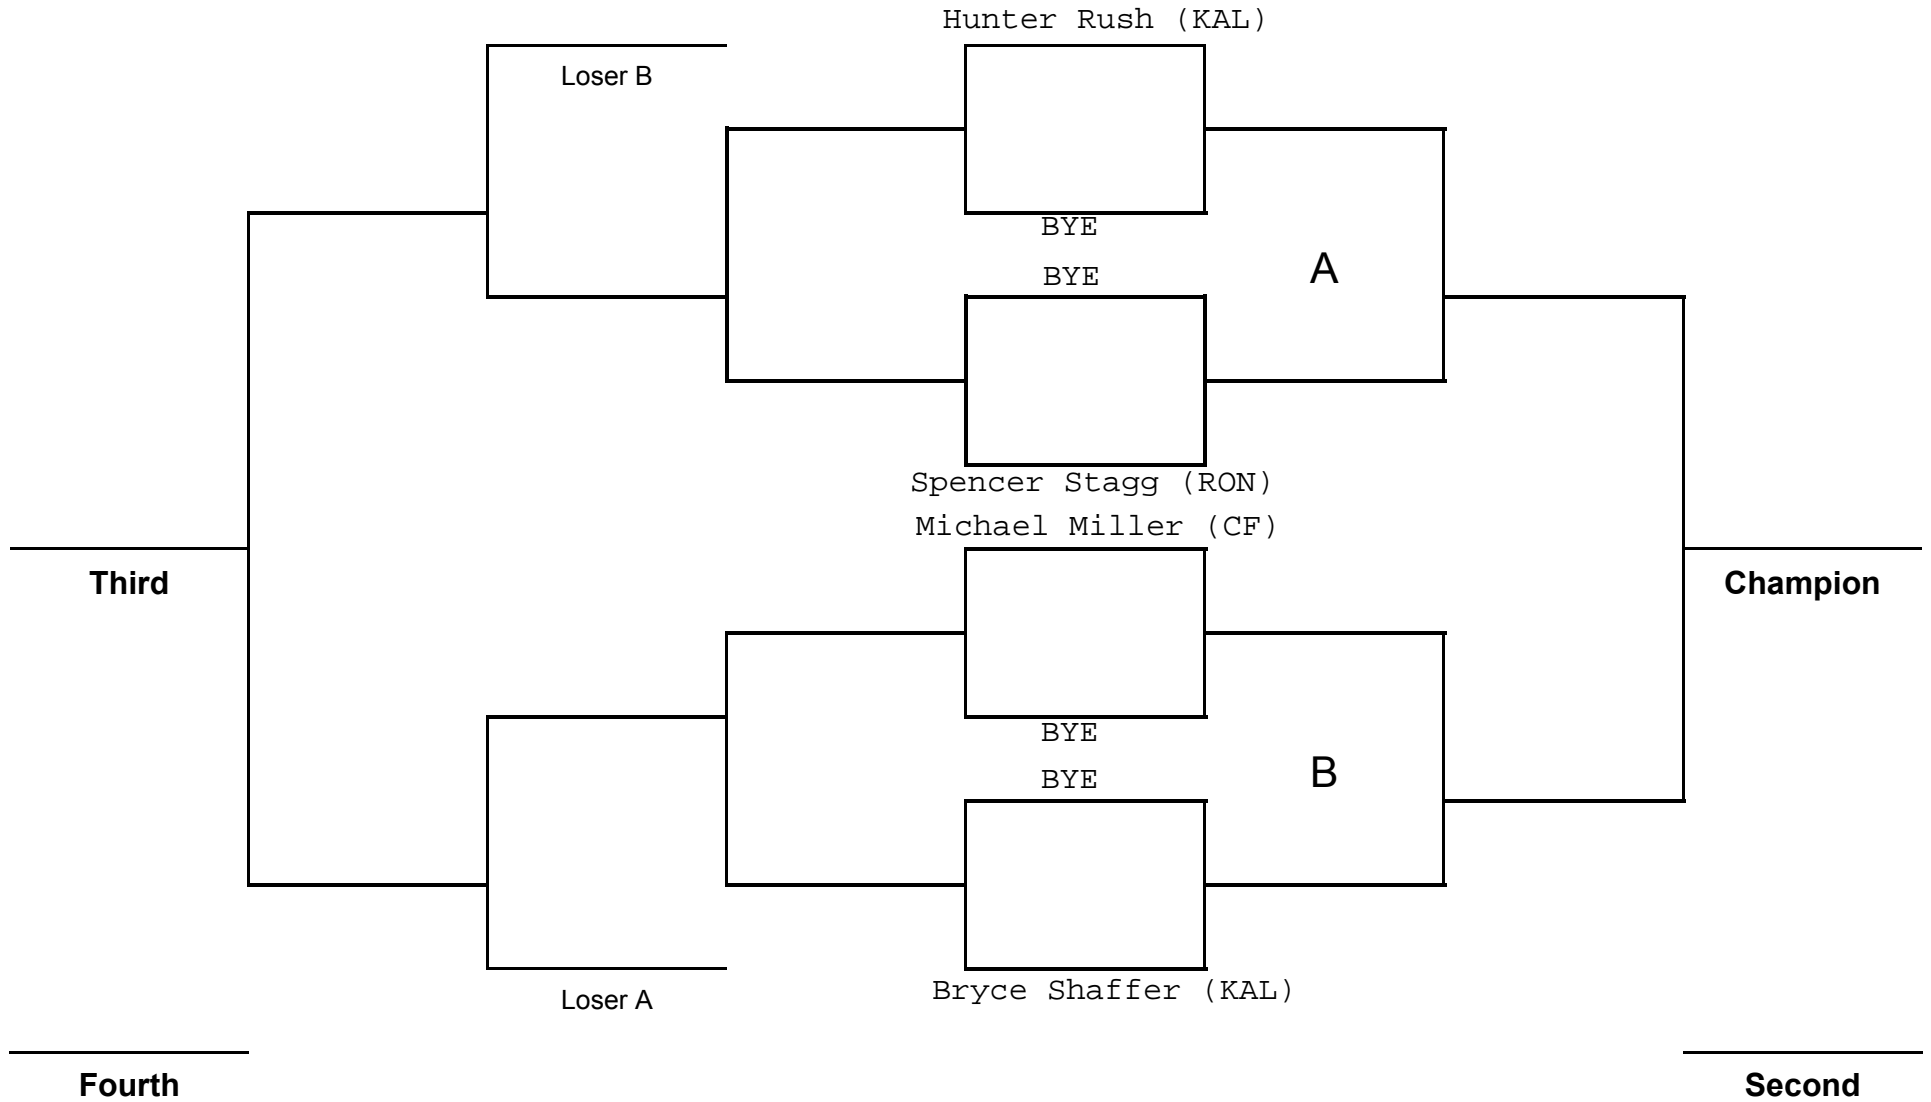 Hunter Rush (KAL)
Loser B
BYE
BYE
A
Spencer Stagg (RON)
Michael Miller (CF)
Third
Champion
BYE
BYE
B
Bryce Shaffer (KAL)
Loser A
Fourth
Second